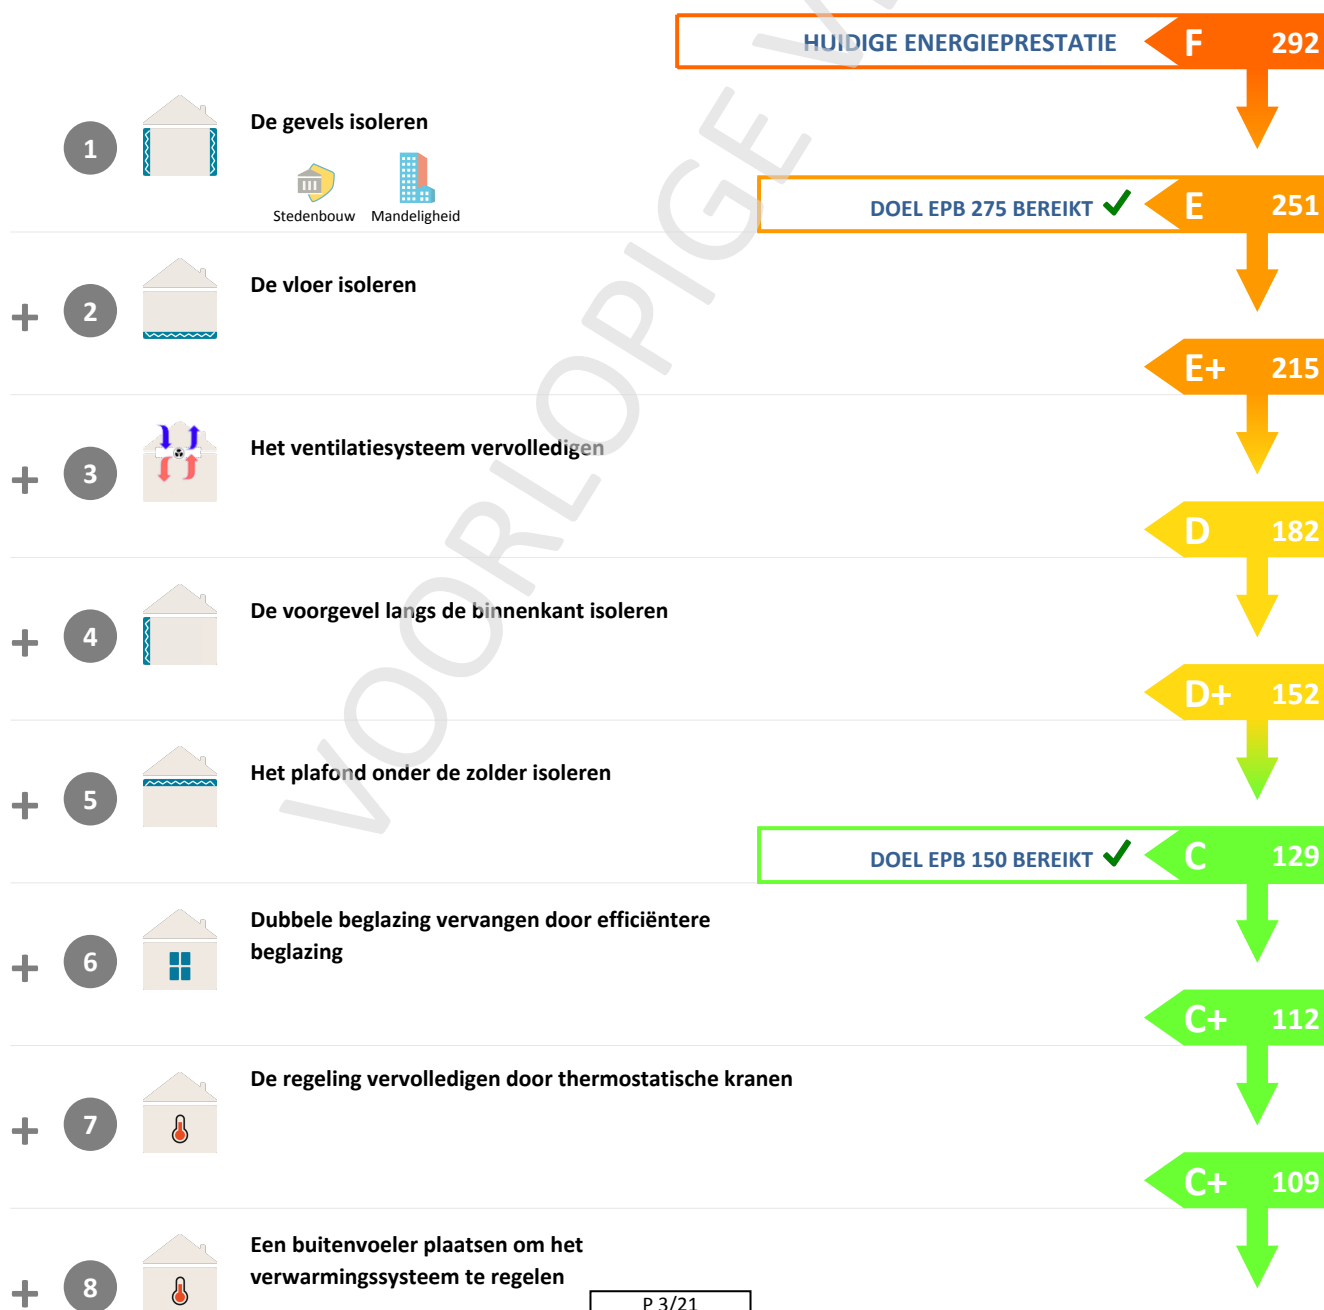 HUIDIGE ENERGIEPRESTATIE F 292
1 De gevels isoleren
Stedenbouw Mandeligheid
DOEL EPB 275 BEREIKT E 251
+ 2 De vloer isoleren
E+ 215
+ 3 Het ventilatiesysteem vervolledigen
D 182
+ 4 De voorgevel langs de binnenkant isoleren
D+ 152
+ 5 Het plafond onder de zolder isoleren
DOEL EPB 150 BEREIKT C 129
+ 6 Dubbele beglazing vervangen door efficiëntere
beglazing
C+ 112
De regeling vervolledigen door thermostatische kranen
+ 7
C+ 109
Een buitenvoeler plaatsen om het
+ 8 verwarmingssysteem te regelen
P 3/21
VOORLOPIGE